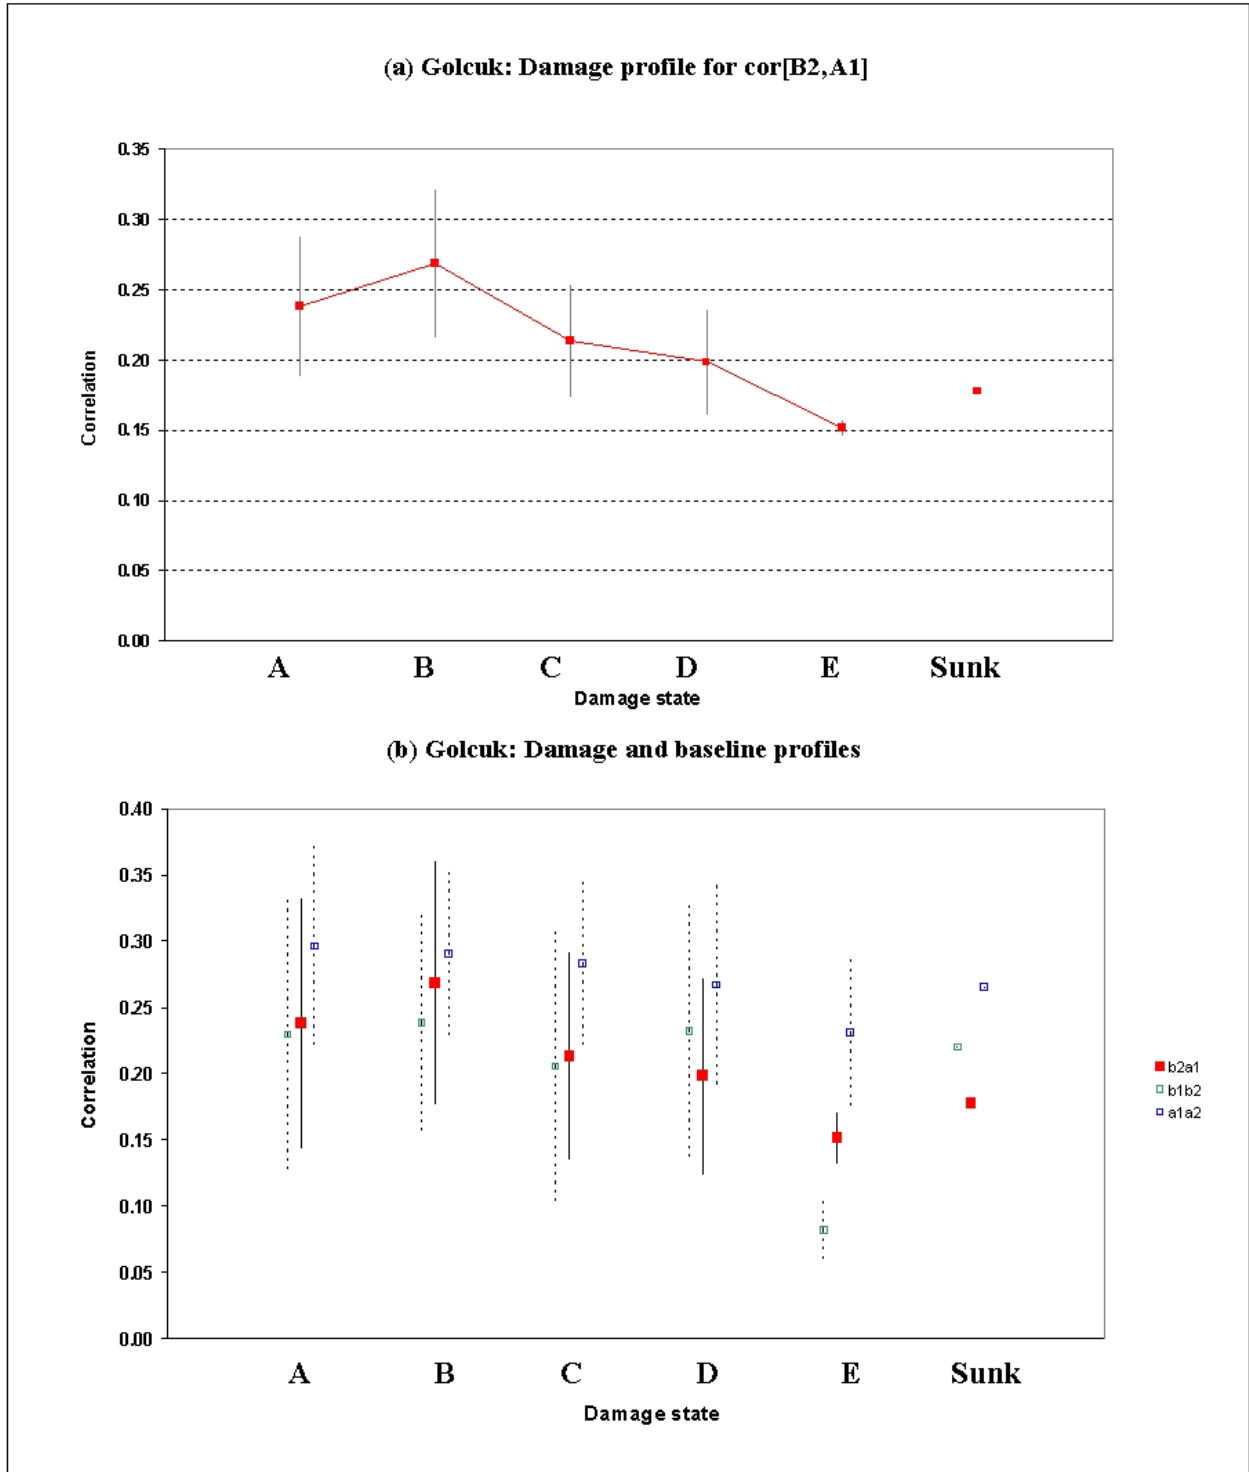 (a) Golcuk: Damage profile for cor[B2,A1]
0.35
0.30
0.25
0.20
0.15
0.10
0.05
0.00
Correlation
A B C D E Sunk
Damage state
(b) Golcuk: Damage and baseline profiles
0.40
0.35
0.30
0.25
0.20
0.15
0.10
0.05
0.00
Correlation
b2a1
b1b2
a1a2
A B C D E Sunk
Damage state